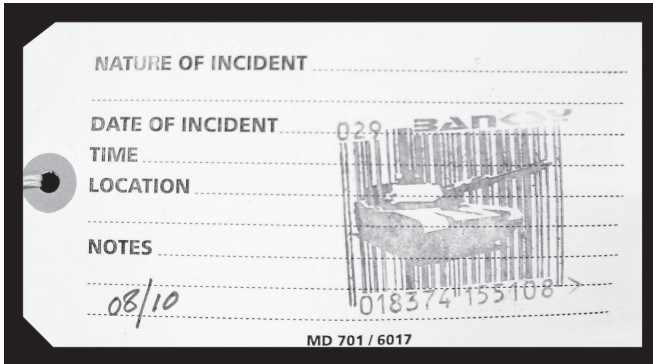 NATURE OF INCIDENT
DATE OF INCIDENT
029 BANKSY
TIME
LOCATION
NOTES
08/10
018374 155108 >
MD 701 / 6017